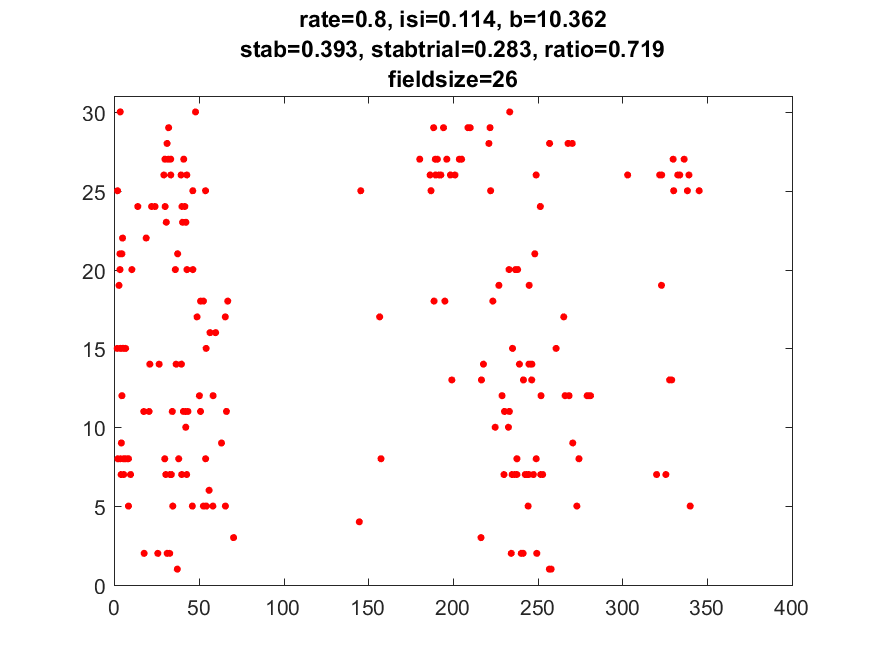 rate=0.8, isi=0.114, b=10.362
stab=0.393, stabtrial=0.283, ratio=0.719
fieldsize=26
30
25
20
15
10
5
0
0 50 100 150 200 250 300 350 400